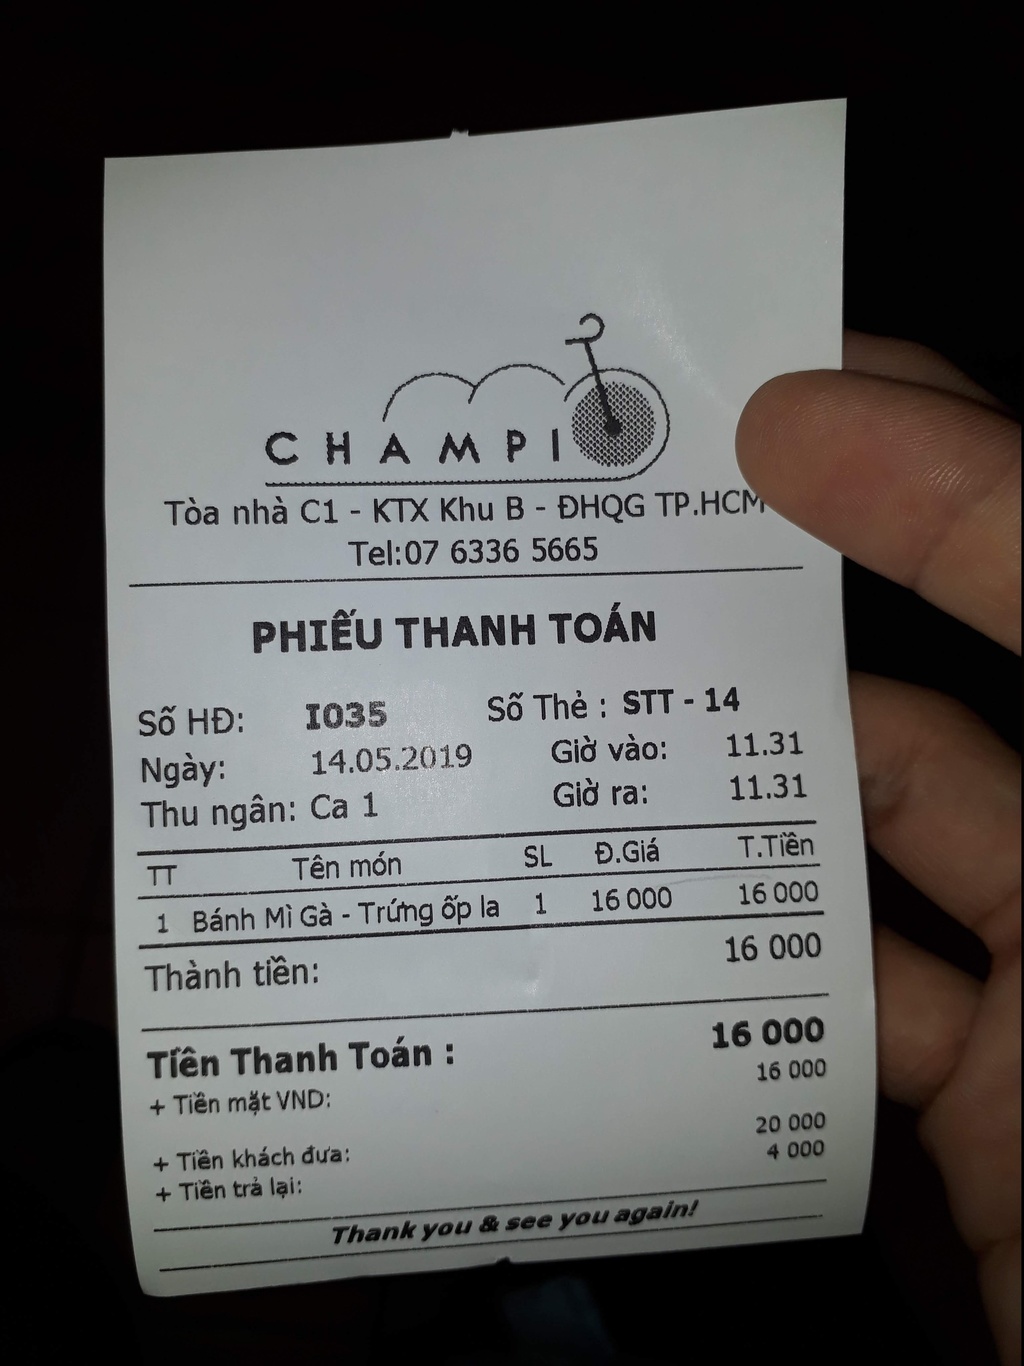 CHAMPI
Tòa nhà C1 - KTX Khu B - ĐHQG TP.HCM
Tel:07 6336 5665
PHIẾU THANH TOÁN
Số HĐ: I035 Số Thẻ : STT - 14
Ngày: 14.05.2019 Giờ vào: 11.31
Thu ngân: Ca 1 Giờ ra: 11.31
TT Tên món SL Đ.Giá T.Tiền
1 Bánh Mì Gà - Trứng ốp la 1 16 000 16 000
Thành tiền: 16 000
Tiền Thanh Toán : 16 000
+ Tiền mặt VND: 16 000
+ Tiền khách đưa: 20 000
+ Tiền trả lại: 4 000
Thank you & see you again!